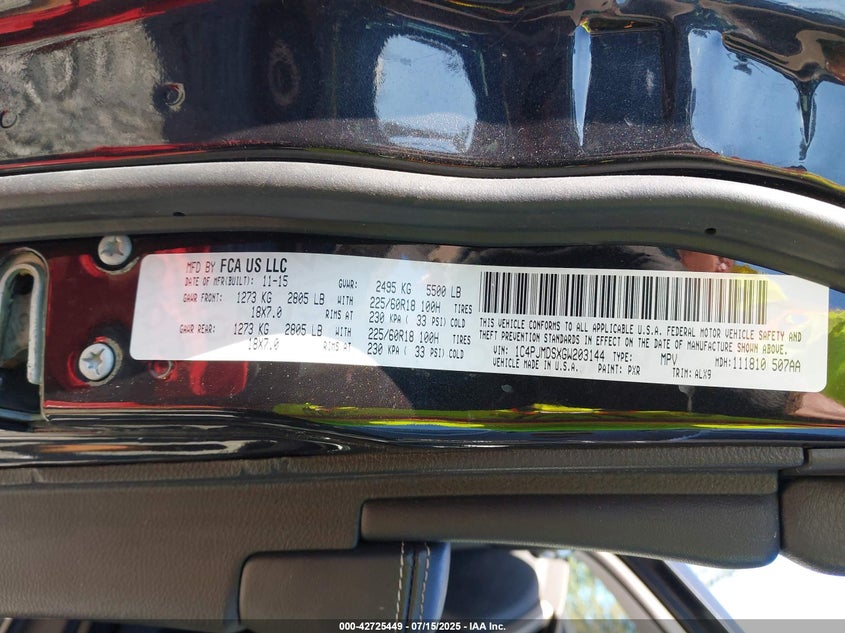 MFD BY FCA US LLC
DATE OF MFR(BUILT): 11-15 GVWR: 2495 KG 5500 LB
GAWR FRONT: 1273 KG 2805 LB WITH 225/60R18 100H TIRES
18X7.0 RIMS AT 230 KPA ( 33 PSI) COLD
GAWR REAR: 1273 KG 2805 LB WITH 225/60R18 100H TIRES
18X7.0 RIMS AT 230 KPA ( 33 PSI) COLD
THIS VEHICLE CONFORMS TO ALL APPLICABLE U.S.A. FEDERAL MOTOR VEHICLE SAFETY AND
THEFT PREVENTION STANDARDS IN EFFECT ON THE DATE OF MANUFACTURE SHOWN ABOVE.
VIN: 1C4PJMDSXGW203144 TYPE: MPV MDH:111810 507AA
VEHICLE MADE IN U.S.A. PAINT: PXR TRIM:ALX9
000-42725449 - 07/15/2025 - IAA Inc.